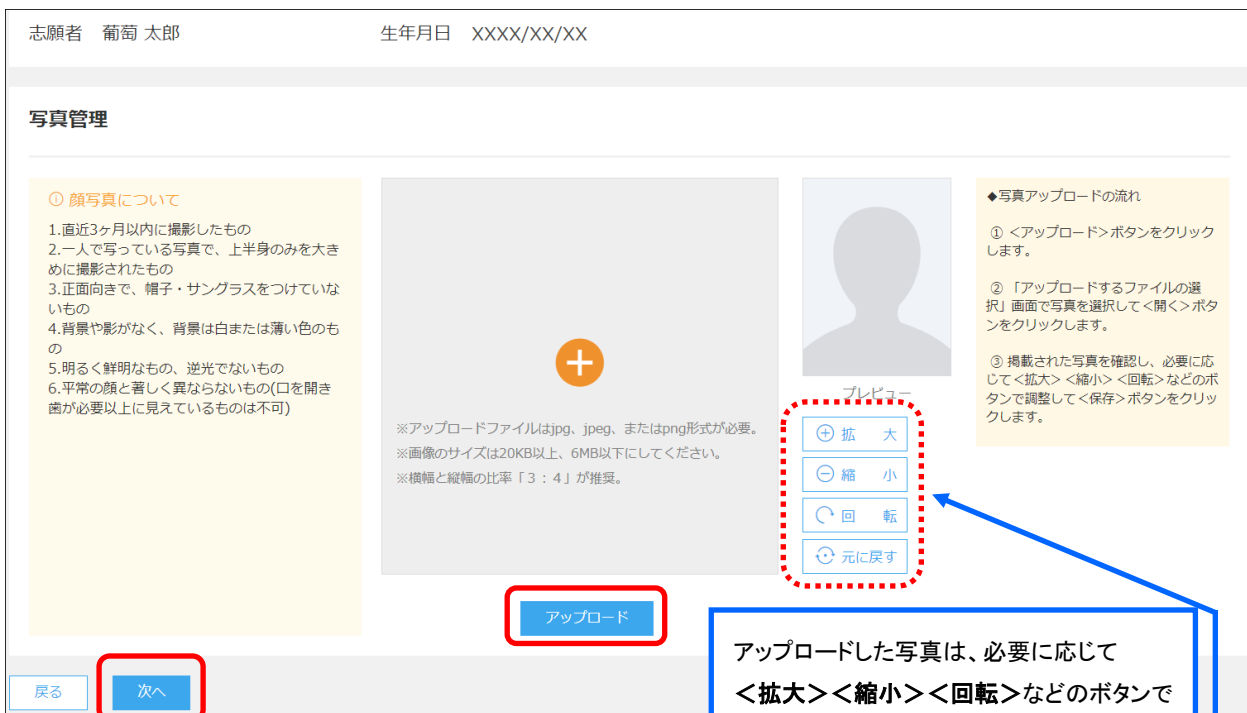 志願者　葡萄 太郎　　生年月日　XXXX/XX/XX
写真管理
顔写真について
1.直近3ヶ月以内に撮影したもの
2.一人で写っている写真で、上半身のみを大き
めに撮影されたもの
3.正面向きで、帽子・サングラスをつけていな
いもの
4.背景や影がなく、背景は白または薄い色のも
の
5.明るく鮮明なもの、逆光でないもの
6.平常の顔と著しく異ならないもの(口を開き
歯が必要以上に見えているものは不可)
※アップロードファイルはjpg、jpeg、またはpng形式が必要。
※画像のサイズは20KB以上、6MB以下にしてください。
※横幅と縦幅の比率「3：4」が推奨。
アップロード
プレビュー
拡　大
縮　小
回　転
元に戻す
◆写真アップロードの流れ
① <アップロード>ボタンをクリック
します。
② 「アップロードするファイルの選
択」画面で写真を選択して<開く>ボタ
ンをクリックします。
③ 掲載された写真を確認し、必要に応
じて<拡大> <縮小> <回転>などのボ
タンで調整して<保存>ボタンをクリッ
クします。
アップロードした写真は、必要に応じて
＜拡大＞＜縮小＞＜回転＞などのボタンで
戻る
次へ